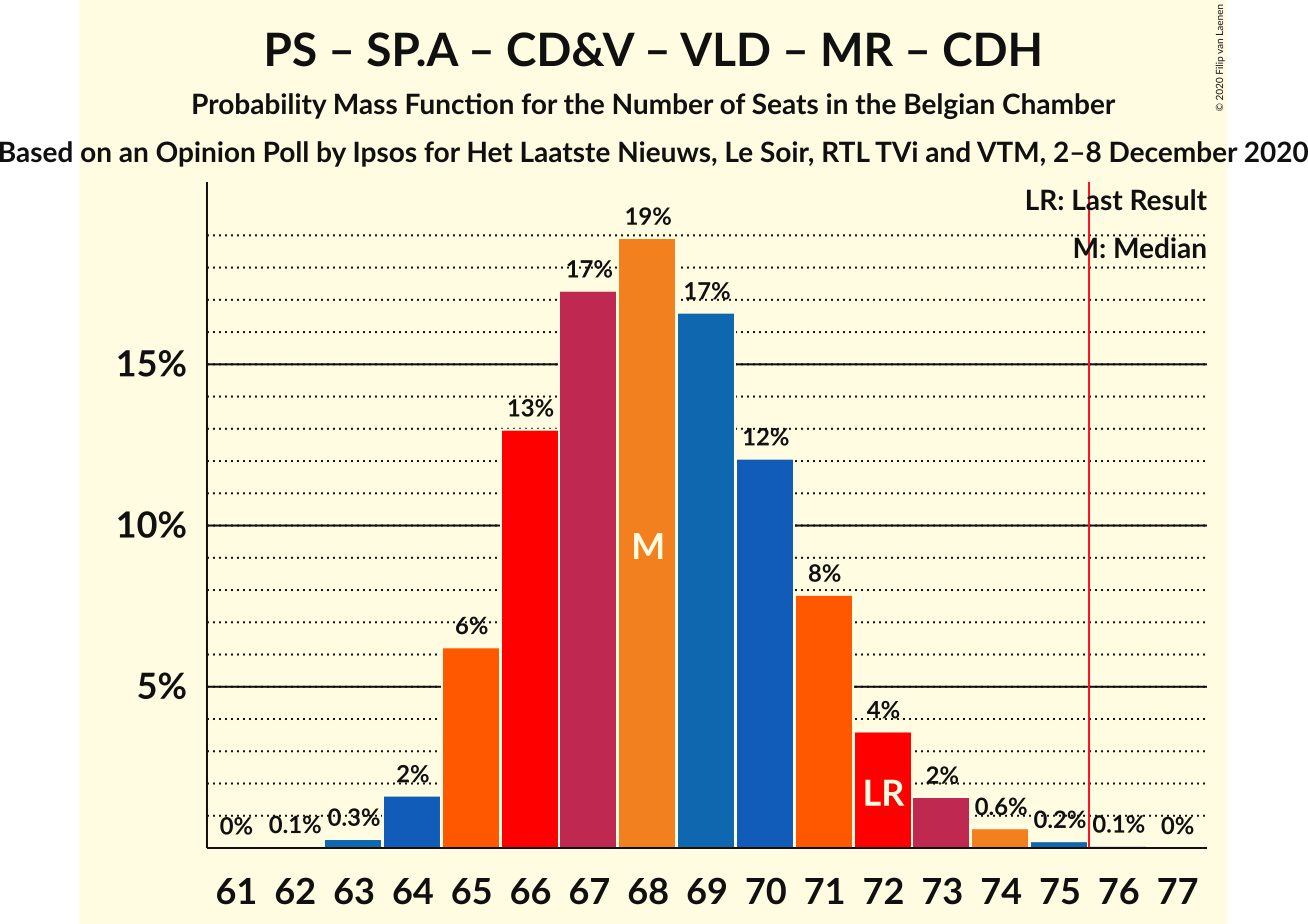 PS – SP.A – CD&V – VLD – MR – CDH
Probability Mass Function for the Number of Seats in the Belgian Chamber
Based on an Opinion Poll by Ipsos for Het Laatste Nieuws, Le Soir, RTL TVi and VTM, 2–8 December 2020
© 2020 Filip van Laenen
LR: Last Result
M: Median
15%
10%
5%
0% 0.1% 0.3% 2% 6% 13% 17% 19% 17% 12% 8% 4% 2% 0.6% 0.2% 0.1% 0%
M
LR
61 62 63 64 65 66 67 68 69 70 71 72 73 74 75 76 77